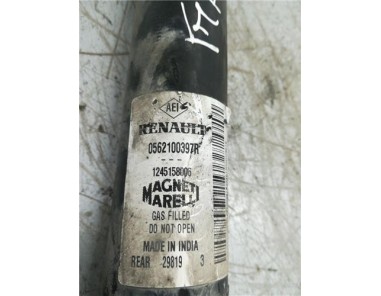 AEI
RENAULT
0562100397R
- - -
1245158006
MAGNETI
MARELLI
GAS FILLED
DO NOT OPEN
MADE IN INDIA
REAR 29819 3